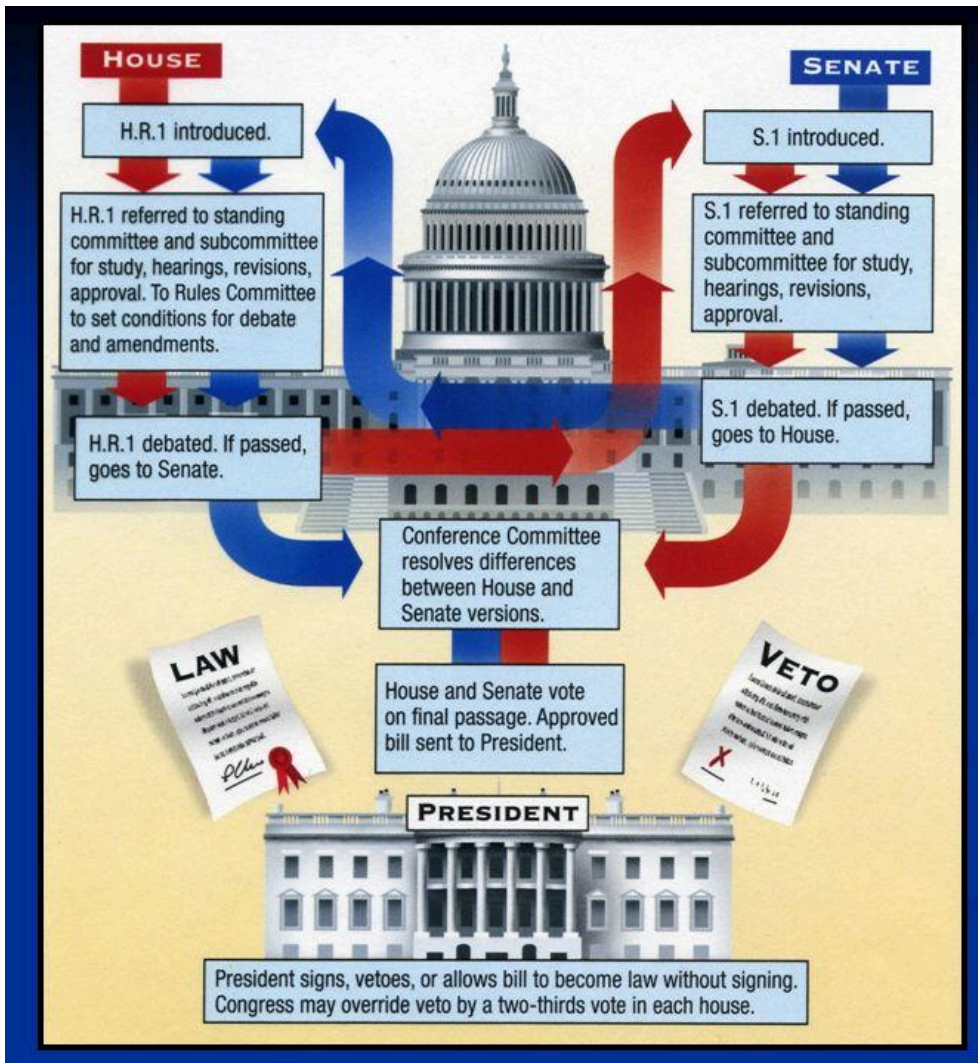 HOUSE
SENATE
H.R.1 introduced.
S.1 introduced.
H.R.1 referred to standing
committee and subcommittee
for study, hearings, revisions,
approval. To Rules Committee
to set conditions for debate
and amendments.
S.1 referred to standing
committee and
subcommittee for study,
hearings, revisions,
approval.
H.R.1 debated. If passed,
goes to Senate.
S.1 debated. If passed,
goes to House.
Conference Committee
resolves differences
between House and
Senate versions.
LAW
VETO
House and Senate vote
on final passage. Approved
bill sent to President.
PRESIDENT
President signs, vetoes, or allows bill to become law without signing.
Congress may override veto by a two-thirds vote in each house.